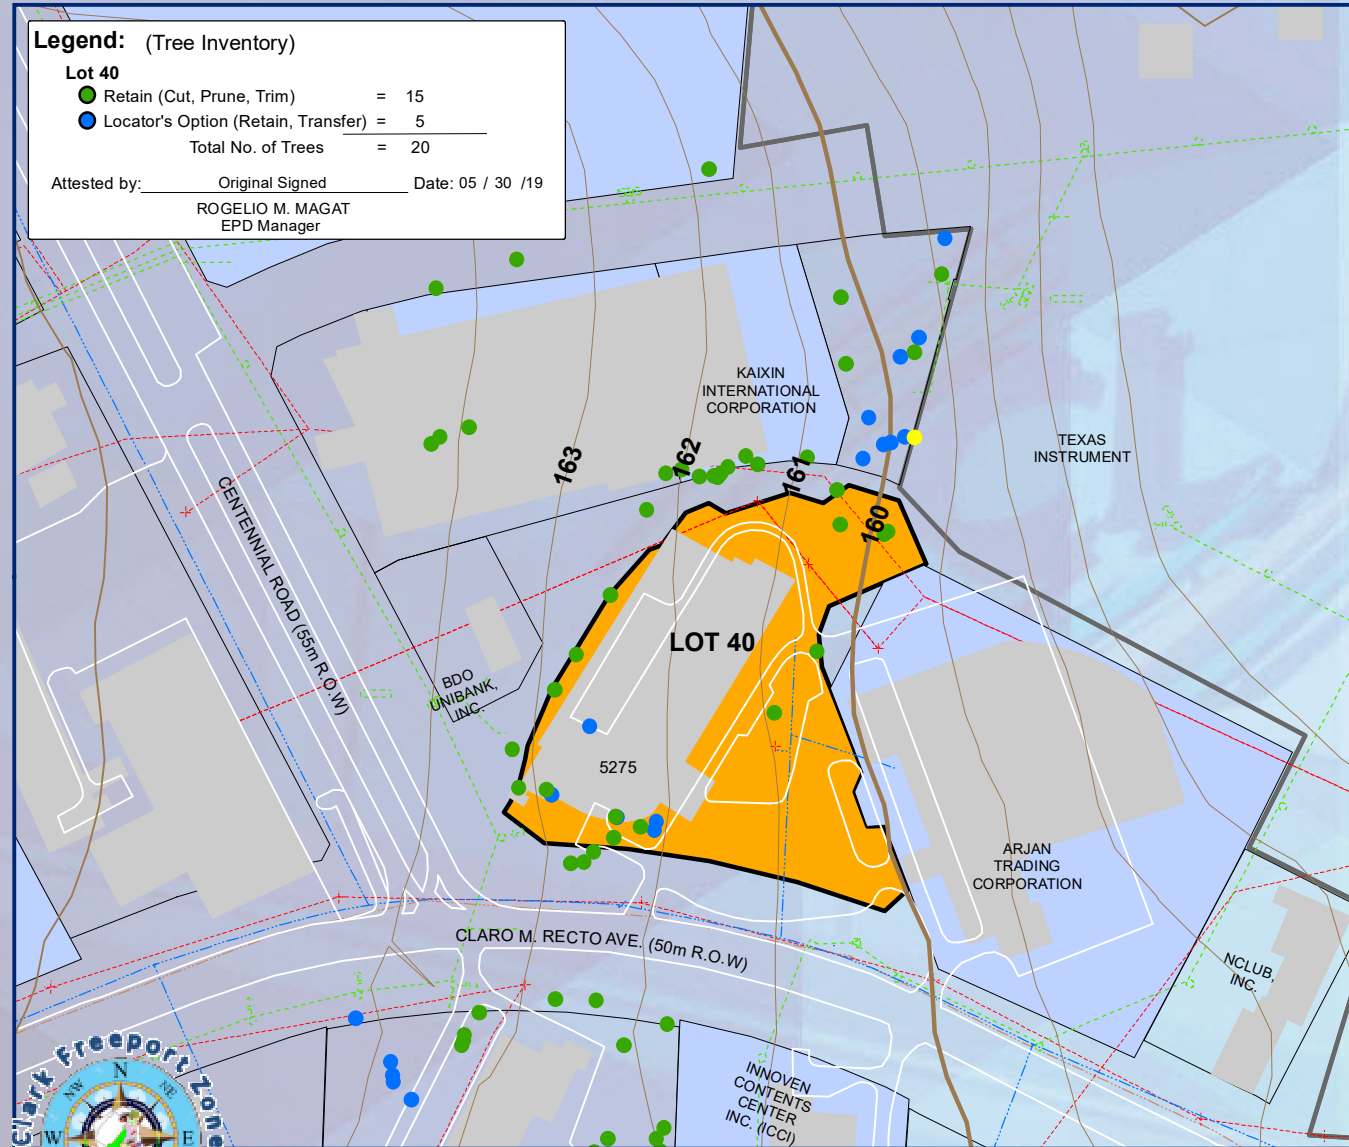 Legend: (Tree Inventory)
Lot 40
Retain (Cut, Prune, Trim) = 15
Locator's Option (Retain, Transfer) = 5
Total No. of Trees = 20
Attested by: Original Signed Date: 05 / 30 /19
ROGELIO M. MAGAT
EPD Manager
KAIXIN
INTERNATIONAL
CORPORATION
163
162
161
160
TEXAS
INSTRUMENT
CENTENNIAL ROAD (55m R.O.W)
BDO
UNIBANK,
INC.
LOT 40
5275
ARJAN
TRADING
CORPORATION
CLARO M. RECTO AVE. (50m R.O.W)
NCLUB,
INC.
INNOVEN
CONTENTS
CENTER
INC. (ICCI)
Clark Freeport Zone
N
NW
NE
W
E